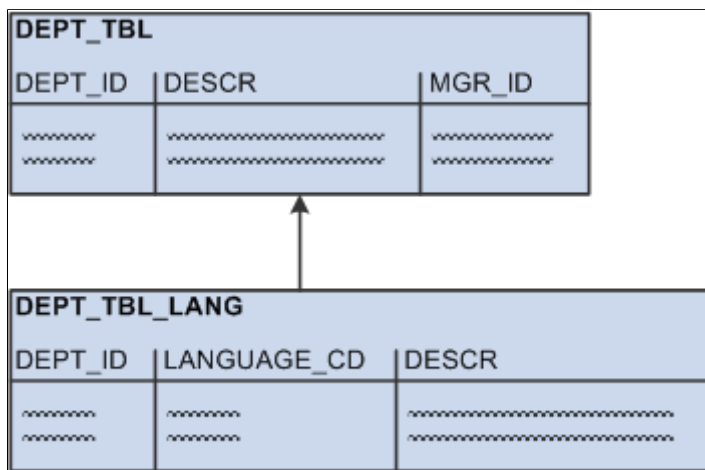 DEPT_TBL
DEPT_ID DESCR MGR_ID
DEPT_TBL_LANG
DEPT_ID LANGUAGE_CD DESCR